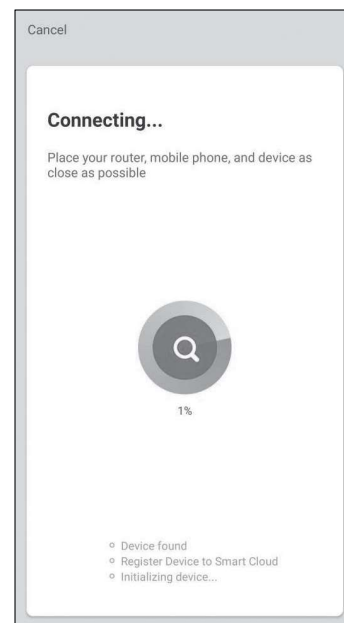 Cancel
Connecting...
Place your router, mobile phone, and device as
close as possible
1%
Device found
Register Device to Smart Cloud
Initializing device...